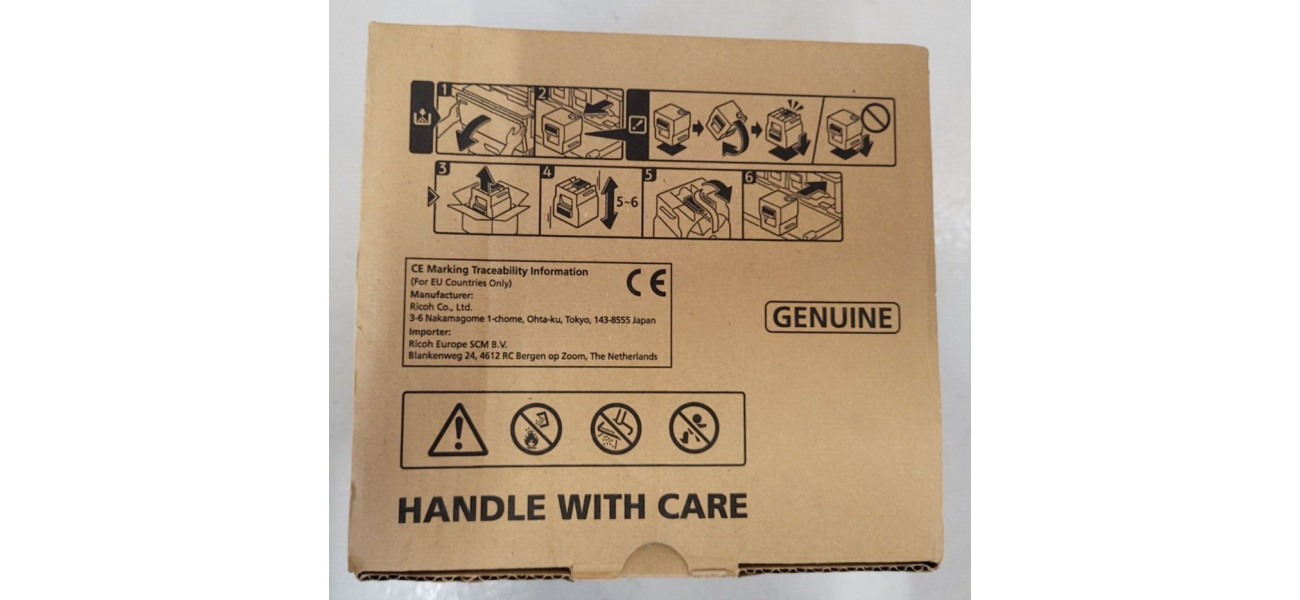 1
2
3
4
5~6
5
6
CE Marking Traceability Information
(For EU Countries Only)
CE
Manufacturer:
Ricoh Co., Ltd.
3-6 Nakamagome 1-chome, Ohta-ku, Tokyo, 143-8555 Japan
Importer:
Ricoh Europe SCM B.V.
Blankenweg 24, 4612 RC Bergen op Zoom, The Netherlands
GENUINE
HANDLE WITH CARE